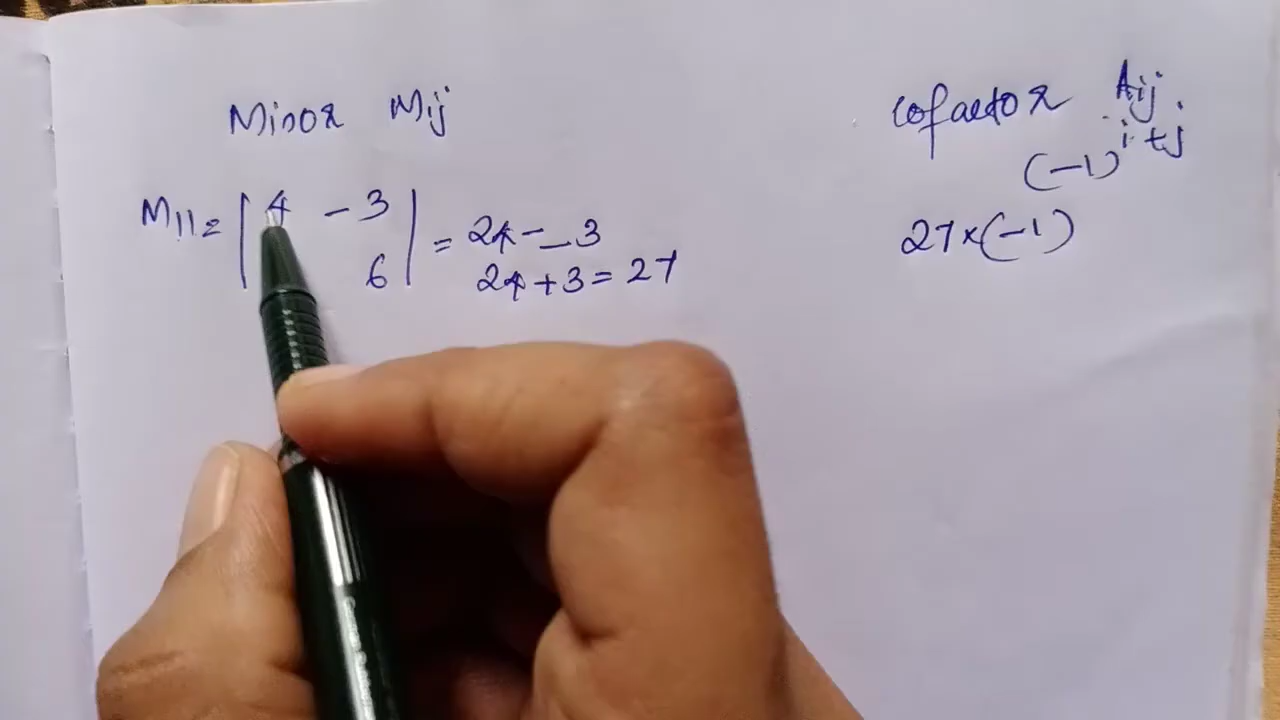 Minor Mij
Cofactor Aij.
(-1)^i+j
M11 = | 4 -3 |
| 6 | = 24 - -3
24+3=27
27×(-1)